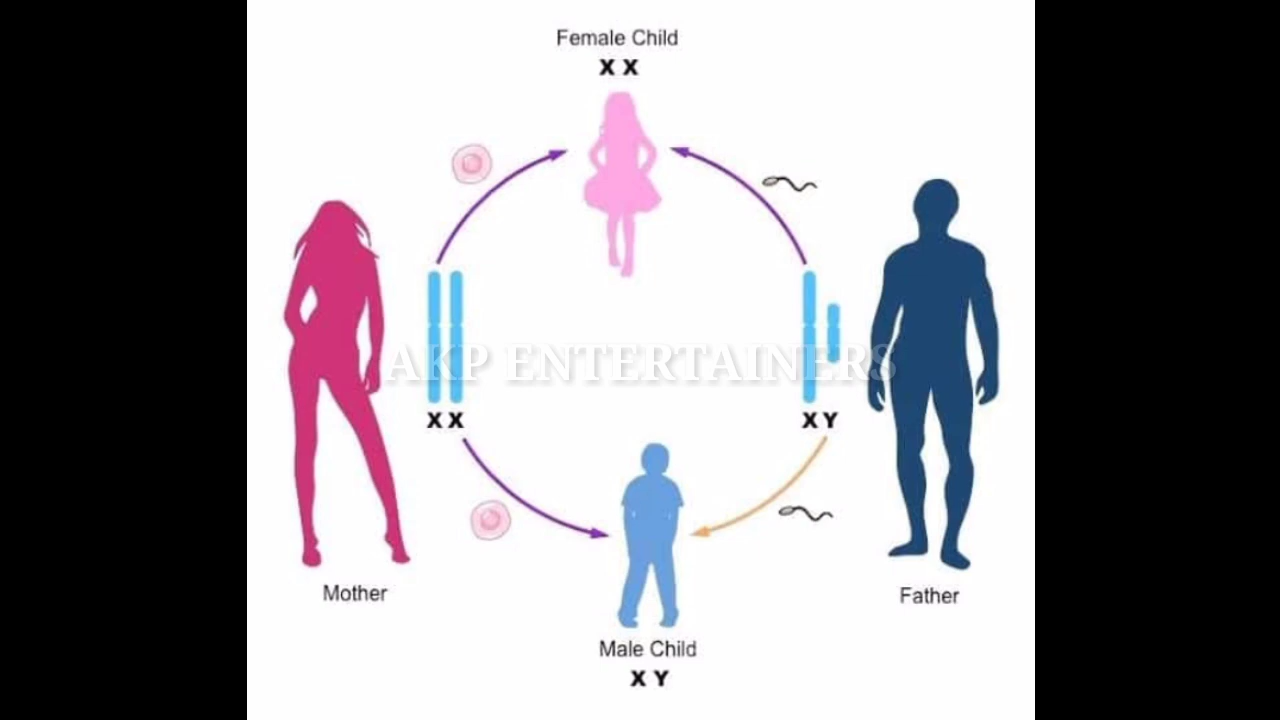 Female Child
X X
AKP ENTERTAINERS
X X
X Y
Mother
Father
Male Child
X Y